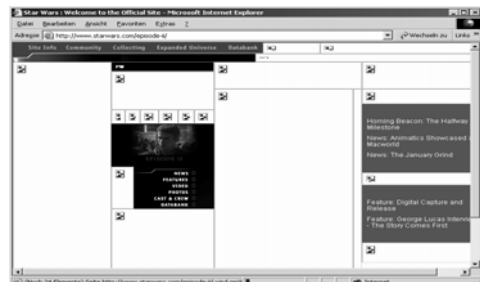 Star Wars : Welcome to the Official Site - Microsoft Internet Explorer
Datei Bearbeiten Ansicht Favoriten Extras ?
Adresse http://www.starwars.com/episode-ii/ Wechseln zu Links
Site Info Community Collecting Expanded Universe Databank
EPISODE II
NEWS
FEATURES
VIDEO
PHOTOS
CAST & CREW
DATABANK
Homing Beacon: The Halfway
Milestone
News: Animatics Showcased
Macworld
News: The January Grind
Feature: Digital Capture and
Release
Feature: George Lucas
- The Story Comes First
Internet